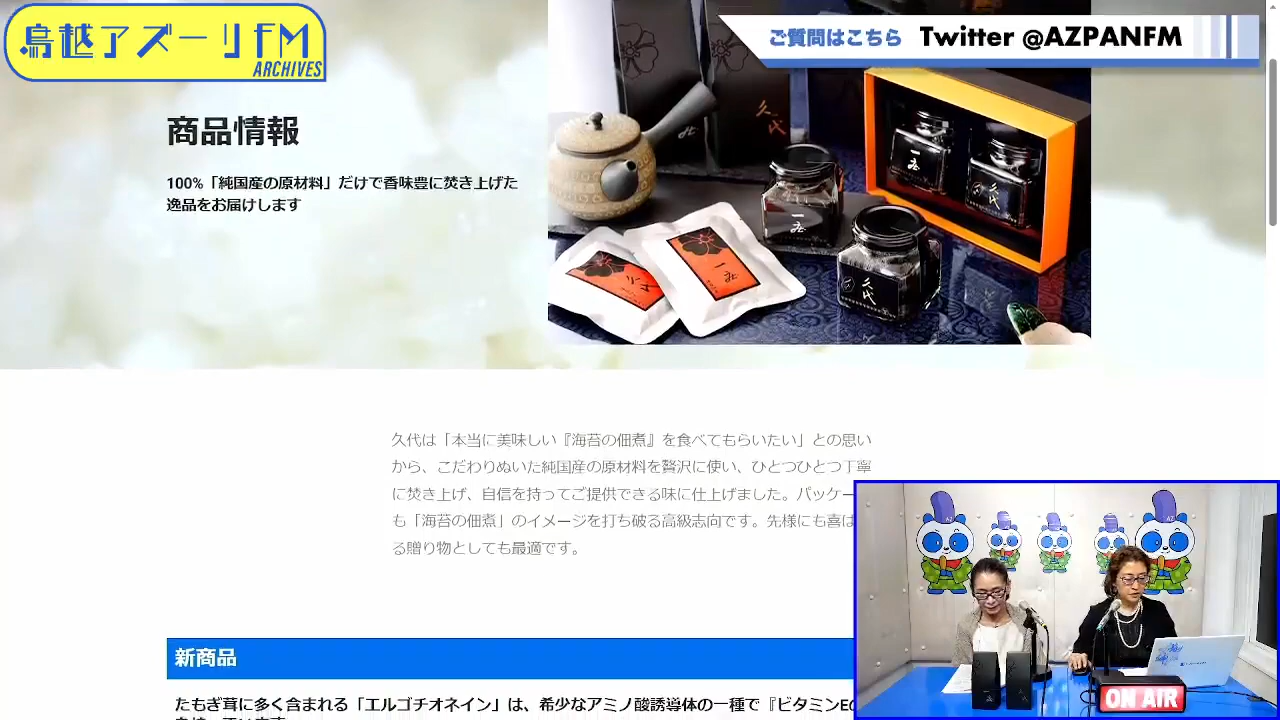 鳥越アズーリFM
ARCHIVES
ご質問はこちら Twitter @AZPANFM
商品情報
100%「純国産の原材料」だけで香味豊に焚き上げた
逸品をお届けします
一誌
久代
久代は「本当に美味しい『海苔の佃煮』を食べてもらいたい」との思い
から、こだわりぬいた純国産の原材料を贅沢に使い、ひとつひとつ丁寧
に焚き上げ、自信を持ってご提供できる味に仕上げました。パッケー
も「海苔の佃煮」のイメージを打ち破る高級志向です。先様にも喜ば
る贈り物としても最適です。
新商品
たもぎ茸に多く含まれる「エルゴチオネイン」は、希少なアミノ酸誘導体の一種で『ビタミンEの
ON AIR